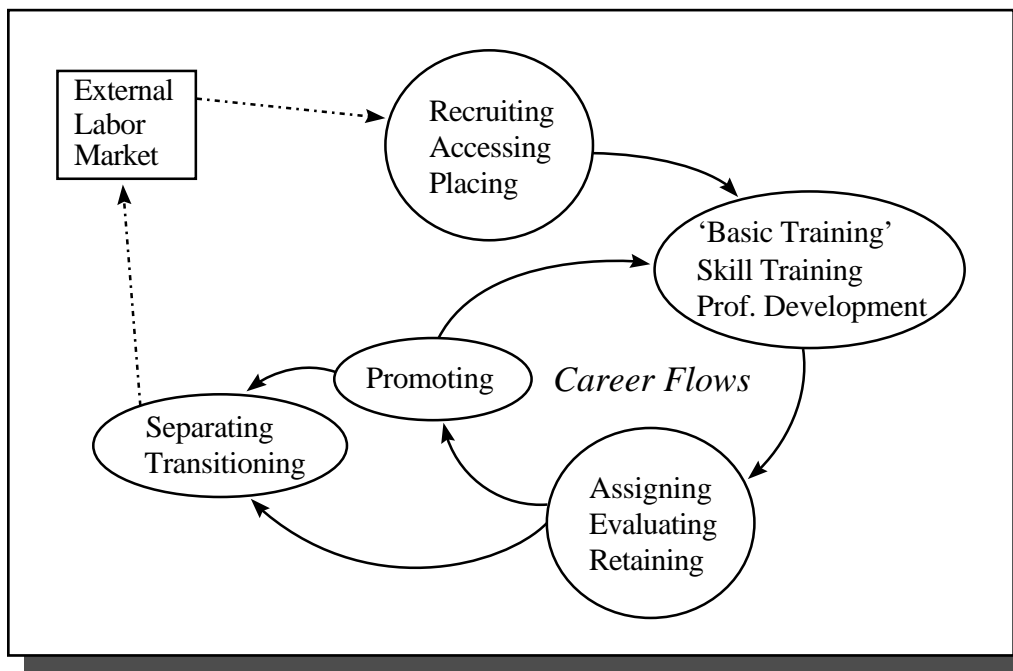 External
Labor
Market
Recruiting
Accessing
Placing
‘Basic Training’
Skill Training
Prof. Development
Promoting
Career Flows
Separating
Transitioning
Assigning
Evaluating
Retaining